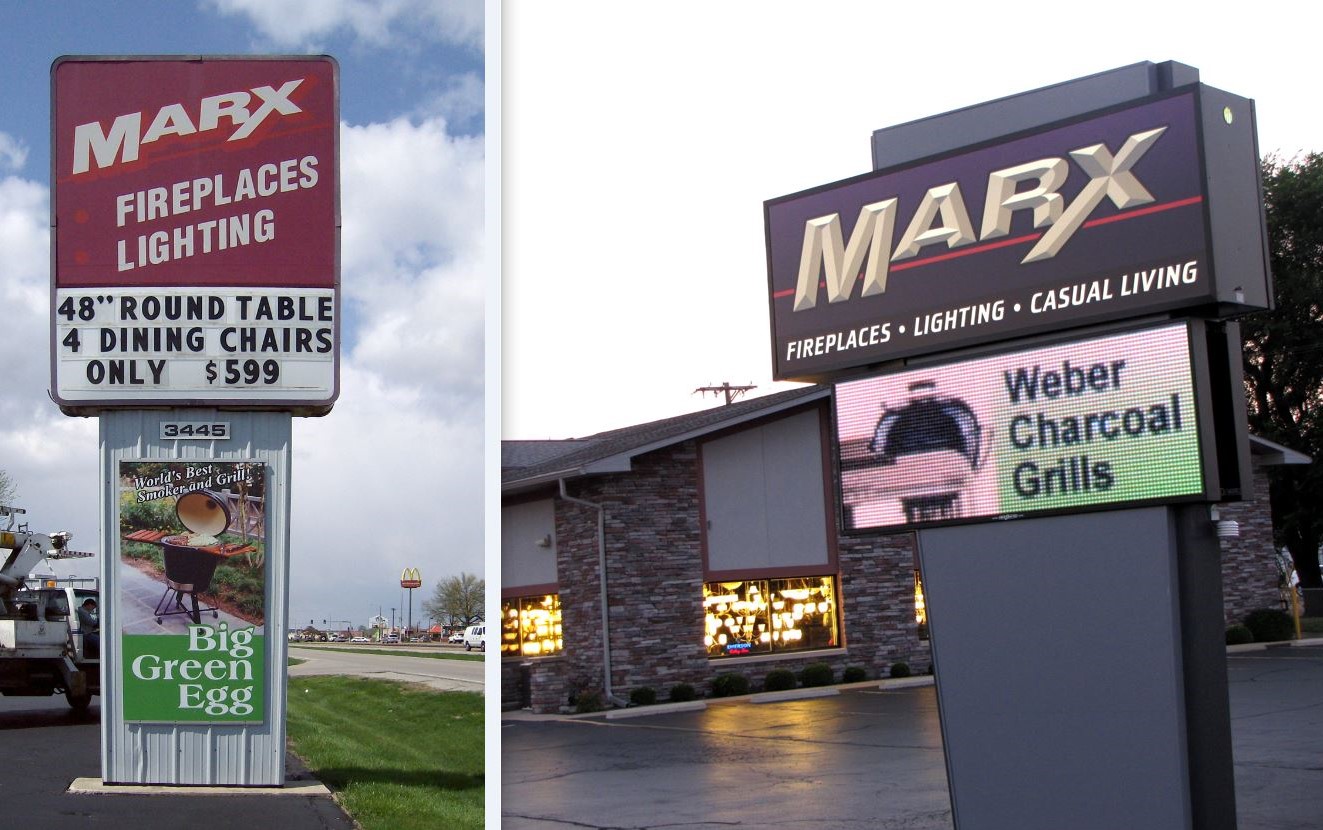 MARX
FIREPLACES
LIGHTING
48" ROUND TABLE
4 DINING CHAIRS
ONLY $599
3445
World's Best
Smoker and Grill!
Big
Green
Egg
MARX
FIREPLACES • LIGHTING • CASUAL LIVING
Weber
Charcoal
Grills